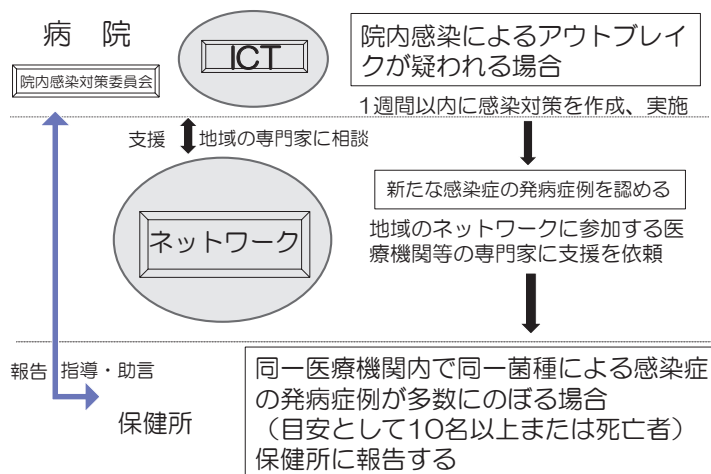 病 院
ICT
院内感染対策委員会
院内感染によるアウトブレイ
クが疑われる場合
1週間以内に感染対策を作成、実施
支援
地域の専門家に相談
新たな感染症の発病症例を認める
ネットワーク
地域のネットワークに参加する医
療機関等の専門家に支援を依頼
報告
指導・助言
保健所
同一医療機関内で同一菌種による感染症
の発病症例が多数にのぼる場合
（目安として10名以上または死亡者）
保健所に報告する